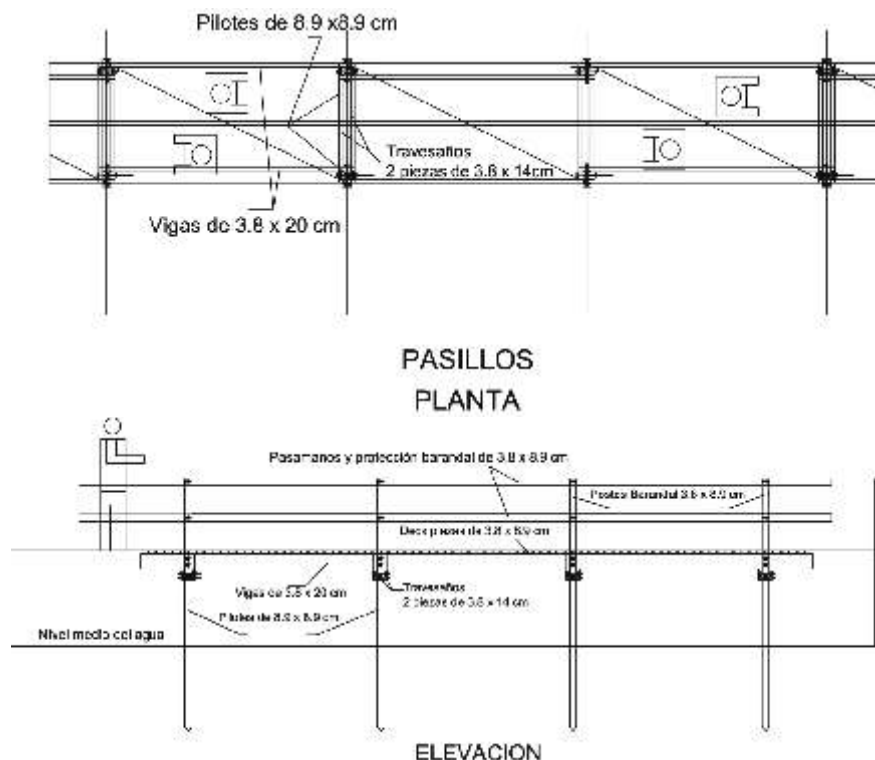 Pilotes de 8.9 x8.9 cm
Travesaños
2 piezas de 3.8 x 14cm
Vigas de 3.8 x 20 cm
PASILLOS
PLANTA
Pasamanos y protección barandal de 3.8 x 8.9 cm
Postes Barandal 3.8 x 8.9 cm
Deck piezas de 3.8 x 8.9 cm
Vigas de 3.8 x 20 cm
Travesaños
2 piezas de 3.8 x 14 cm
Pilotes de 8.9 x 8.9 cm
Nivel medio del agua
ELEVACION